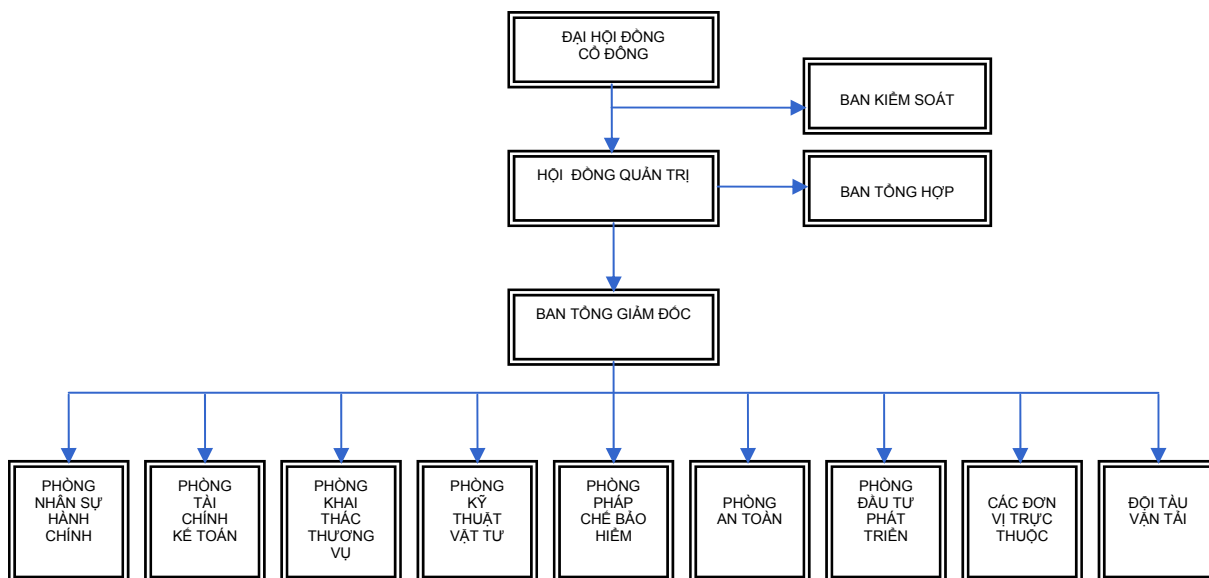 ĐẠI HỘI ĐỒNG
CỔ ĐÔNG
BAN KIỂM SOÁT
HỘI ĐỒNG QUẢN TRỊ
BAN TỔNG HỢP
BAN TỔNG GIÁM ĐỐC
PHÒNG
NHÂN SỰ
HÀNH
CHÍNH
PHÒNG
TÀI
CHÍNH
KẾ TOÁN
PHÒNG
KHAI
THÁC
THƯƠNG
VỤ
PHÒNG
KỸ
THUẬT
VẬT TƯ
PHÒNG
PHÁP
CHẾ BẢO
HIỂM
PHÒNG
AN TOÀN
PHÒNG
ĐẦU TƯ
PHÁT
TRIỂN
CÁC ĐƠN
VỊ TRỰC
THUỘC
ĐỘI TÀU
VẬN TẢI